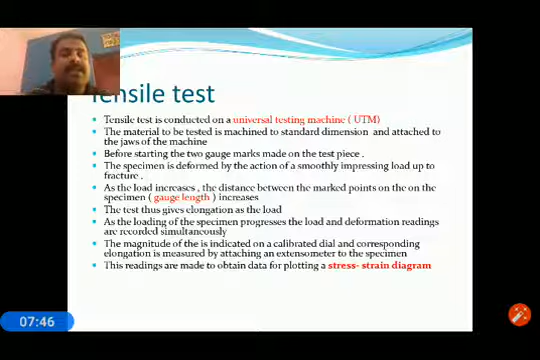 Tensile test
Tensile test is conducted on a universal testing machine ( UTM)
The material to be tested is machined to standard dimension and attached to
the jaws of the machine
Before starting the two gauge marks made on the test piece .
The specimen is deformed by the action of a smoothly impressing load up to
fracture .
As the load increases , the distance between the marked points on the on the
specimen ( gauge length ) increases
The test thus gives elongation as the load
As the loading of the specimen progresses the load and deformation readings
are recorded simultaneously
The magnitude of the is indicated on a calibrated dial and corresponding
elongation is measured by attaching an extensometer to the specimen
This readings are made to obtain data for plotting a stress- strain diagram
07:46